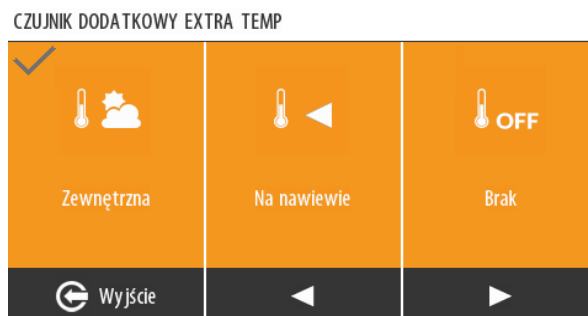 CZUJNIK DODATKOWY EXTRA TEMP
OFF
Zewnętrzna
Na nawiewie
Brak
Wyjście